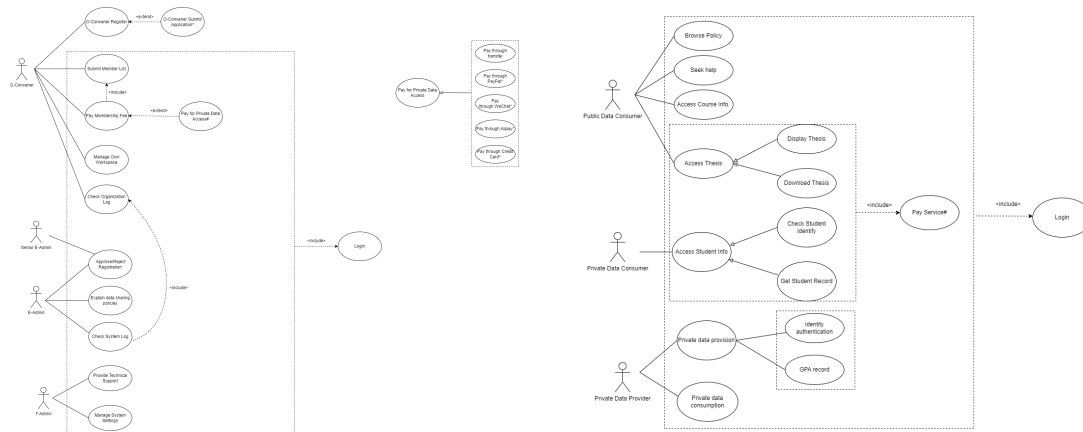 O-Convener Register
<extend>
O-Convener Submit
Application*
O-Convener
Submit Member List
<include>
Pay Membership Fee
<extend>
Pay for Private Data
Access#
Manage Own
Workspace
Check Organization
Log
Senior E-Admin
Approve/Reject
Registration
E-Admin
Explain data sharing
policies
Check System Log
<include>
<include>
Login
T-Admin
Provide Technical
Support
Manage System
Settings
Pay for Private Data
Access
Pay through
transfer
Pay through
PayPal*
Pay
through WeChat*
Pay through Alipay*
Pay through Credit
Card*
Public Data Consumer
Browse Policy
Seek help
Access Course Info
Access Thesis
Display Thesis
Download Thesis
Private Data Consumer
Access Student Info
Check Student
Identify
Get Student Record
<include>
Pay Service#
<include>
Login
Private Data Provider
Private data provision
Identity
authentication
GPA record
Private data
consumption